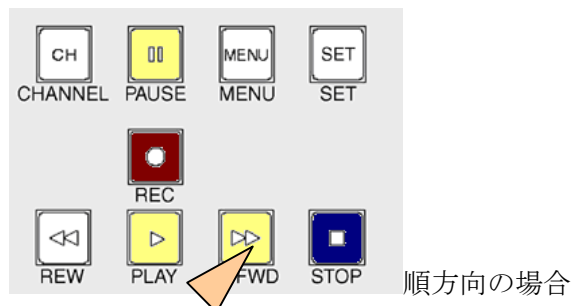 CH MENU SET
CHANNEL PAUSE MENU SET
REC
REW PLAY FWD STOP
順方向の場合